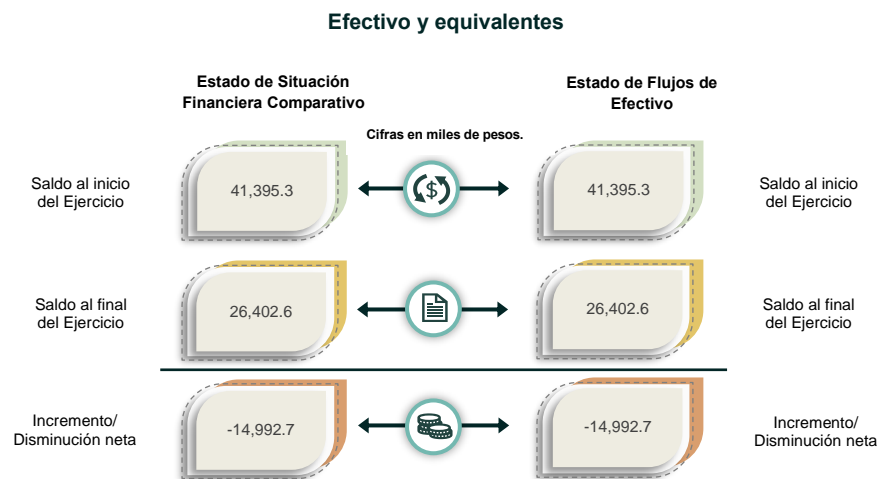 Efectivo y equivalentes
Estado de Situación
Financiera Comparativo
Estado de Flujos de
Efectivo
Cifras en miles de pesos.
Saldo al inicio
del Ejercicio
41,395.3
$
41,395.3
Saldo al inicio
del Ejercicio
Saldo al final
del Ejercicio
26,402.6
26,402.6
Saldo al final
del Ejercicio
Incremento/
Disminución neta
-14,992.7
-14,992.7
Incremento/
Disminución neta